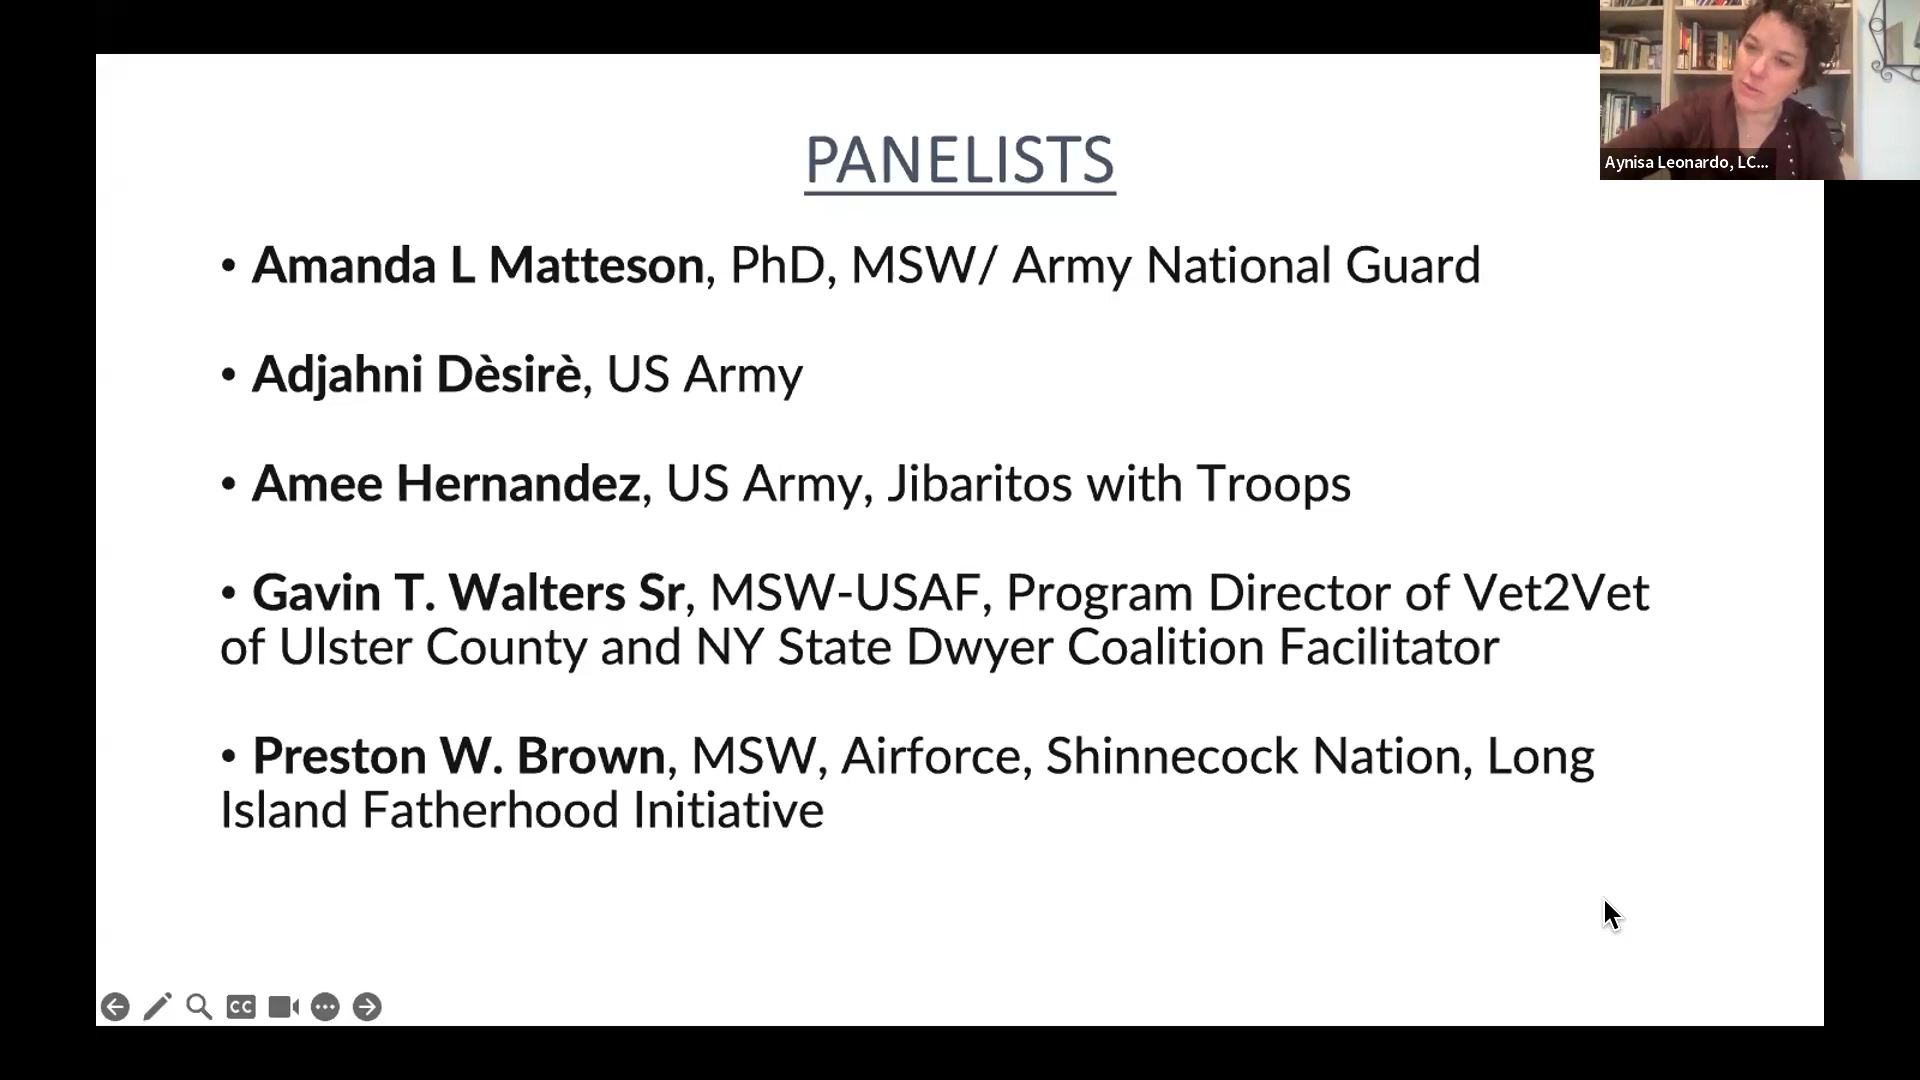 PANELISTS
Aynisa Leonardo, LC...
• Amanda L Matteson, PhD, MSW/ Army National Guard
• Adjahni Dèsirè, US Army
• Amee Hernandez, US Army, Jibaritos with Troops
• Gavin T. Walters Sr, MSW-USAF, Program Director of Vet2Vet
of Ulster County and NY State Dwyer Coalition Facilitator
• Preston W. Brown, MSW, Airforce, Shinnecock Nation, Long
Island Fatherhood Initiative
CC